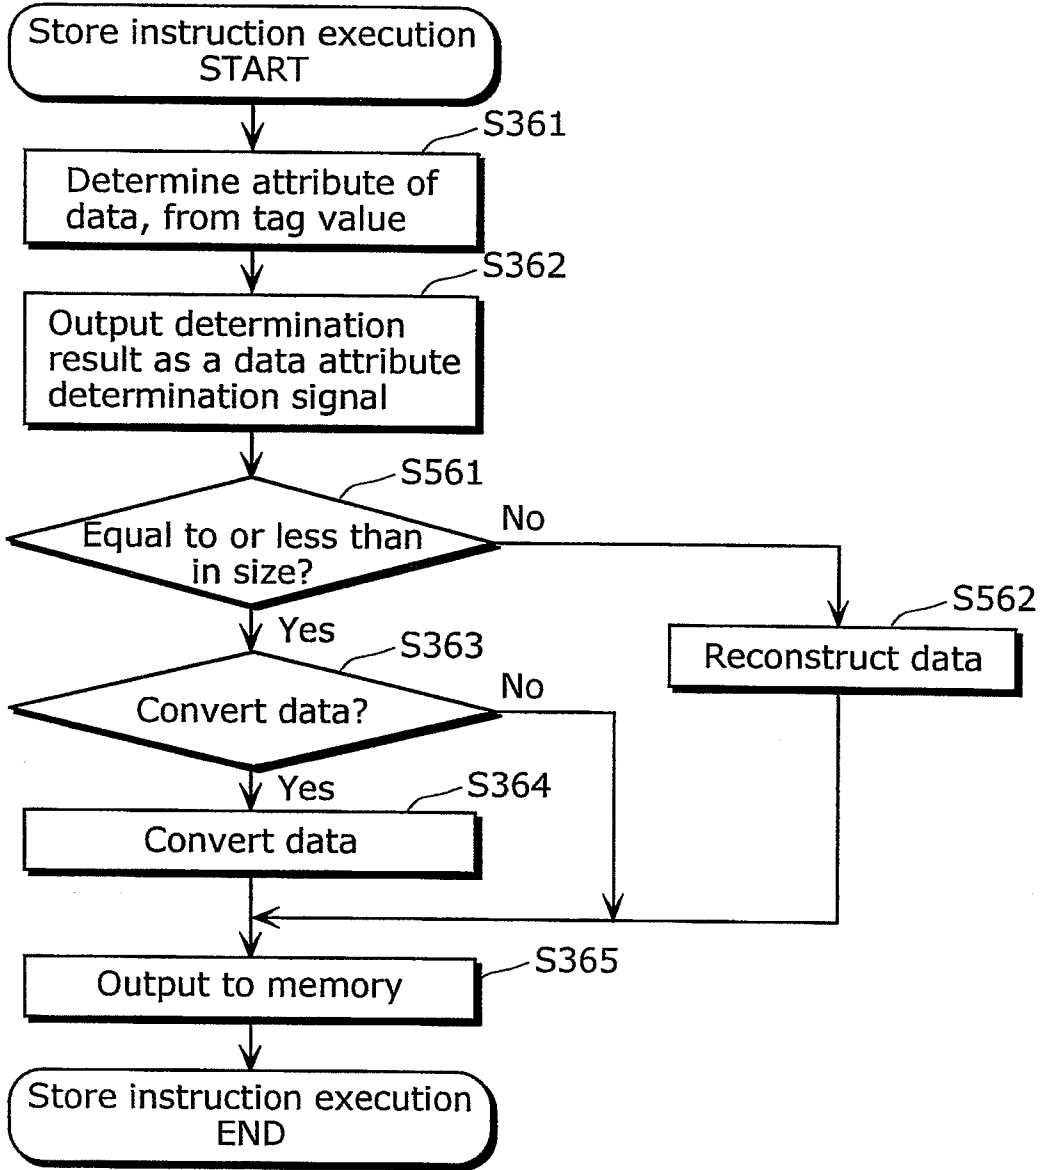 Store instruction execution
START
S361
Determine attribute of
data, from tag value
S362
Output determination
result as a data attribute
determination signal
S561
Equal to or less than
in size?
No
Yes
S562
Reconstruct data
S363
Convert data?
No
Yes
S364
Convert data
S365
Output to memory
Store instruction execution
END